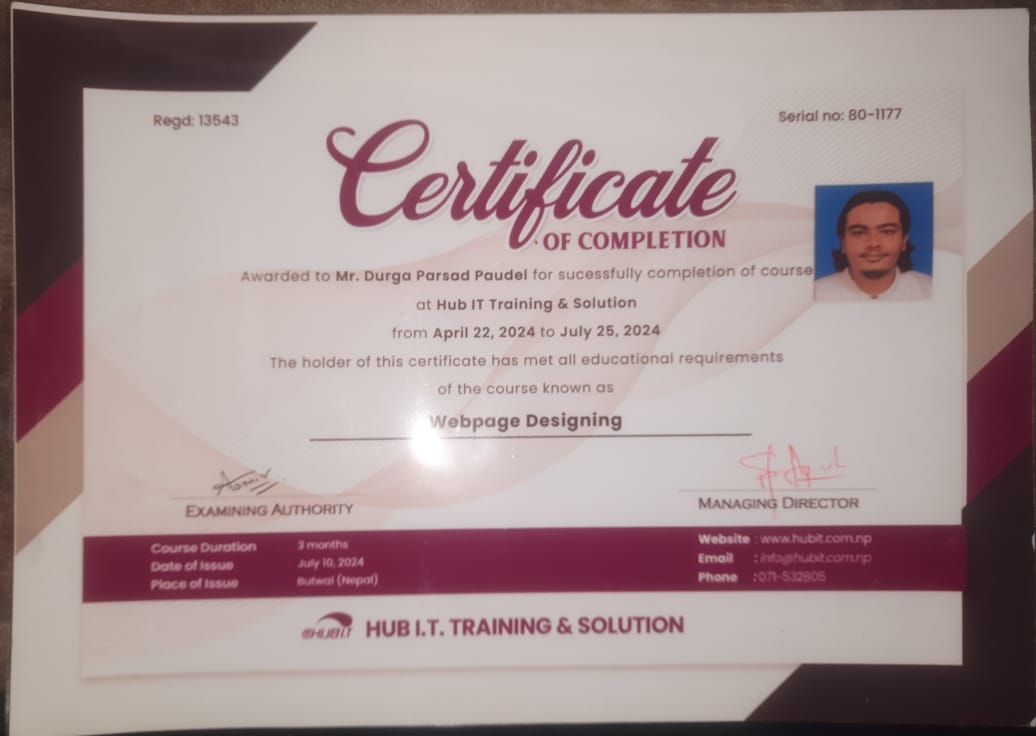 Regd: 13543
Serial no: 80-1177
Certificate
OF COMPLETION
Awarded to Mr. Durga Parsad Paudel for sucessfully completion of course
at Hub IT Training & Solution
from April 22, 2024 to July 25, 2024
The holder of this certificate has met all educational requirements
of the course known as
Webpage Designing
EXAMINING AUTHORITY
MANAGING DIRECTOR
Course Duration 3 months
Date of Issue July 10, 2024
Place of Issue Butwal (Nepal)
Website : www.hubit.com.np
Email : info@hubit.com.np
Phone : 071-532805
@HUBIT HUB I.T. TRAINING & SOLUTION